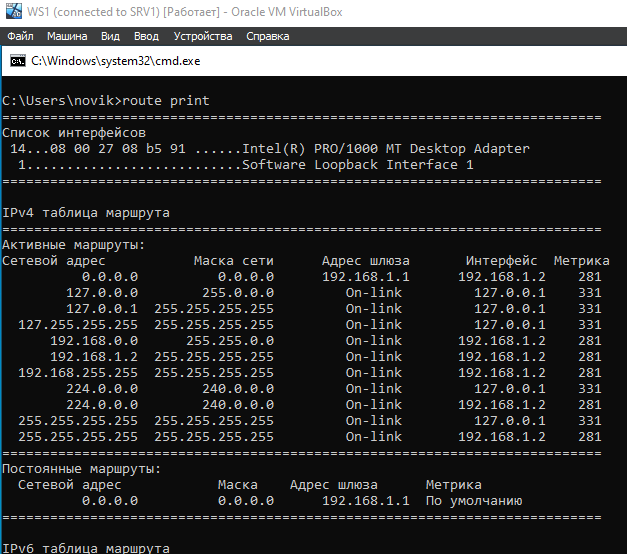 WS1 (connected to SRV1) [Работает] - Oracle VM VirtualBox
Файл Машина Вид Ввод Устройства Справка
C:\Windows\system32\cmd.exe
C:\Users\novik>route print
===========================================================================
Список интерфейсов
14...08 00 27 08 b5 91 ......Intel(R) PRO/1000 MT Desktop Adapter
1...........................Software Loopback Interface 1
===========================================================================
IPv4 таблица маршрута
===========================================================================
Активные маршруты:
Сетевой адрес Маска сети Адрес шлюза Интерфейс Метрика
0.0.0.0 0.0.0.0 192.168.1.1 192.168.1.2 281
127.0.0.0 255.0.0.0 On-link 127.0.0.1 331
127.0.0.1 255.255.255.255 On-link 127.0.0.1 331
127.255.255.255 255.255.255.255 On-link 127.0.0.1 331
192.168.0.0 255.255.0.0 On-link 192.168.1.2 281
192.168.1.2 255.255.255.255 On-link 192.168.1.2 281
192.168.255.255 255.255.255.255 On-link 192.168.1.2 281
224.0.0.0 240.0.0.0 On-link 127.0.0.1 331
224.0.0.0 240.0.0.0 On-link 192.168.1.2 281
255.255.255.255 255.255.255.255 On-link 127.0.0.1 331
255.255.255.255 255.255.255.255 On-link 192.168.1.2 281
===========================================================================
Постоянные маршруты:
Сетевой адрес Маска Адрес шлюза Метрика
0.0.0.0 0.0.0.0 192.168.1.1 По умолчанию
===========================================================================
IPv6 таблица маршрута